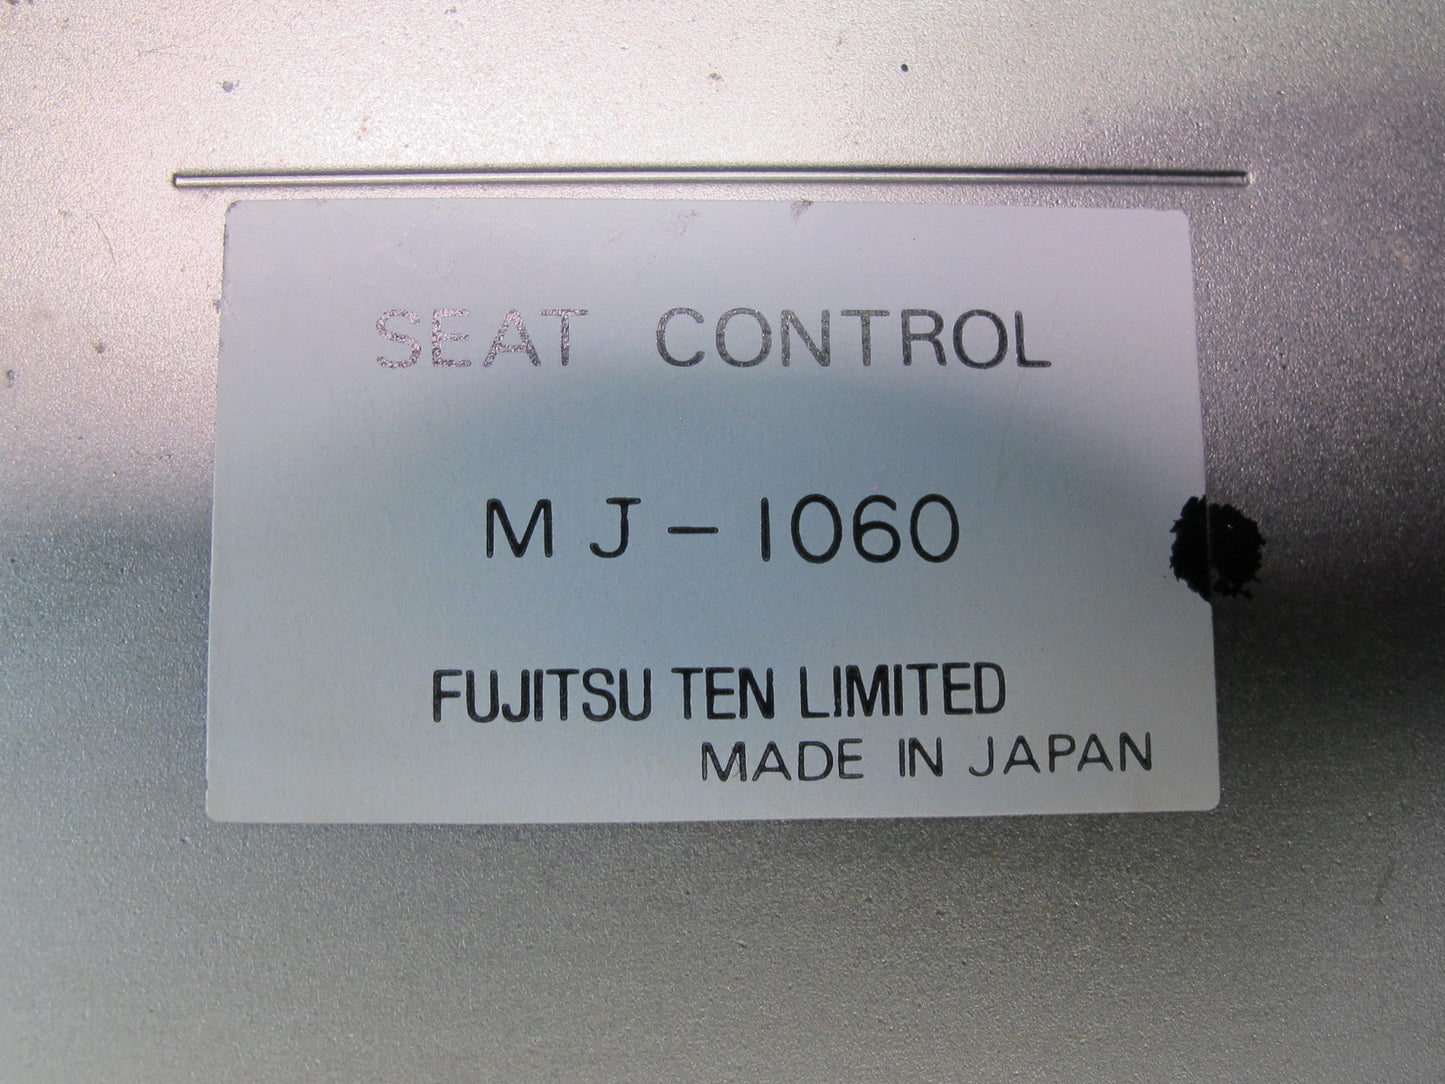 SEAT CONTROL
MJ-1060
FUJITSU TEN LIMITED
MADE IN JAPAN